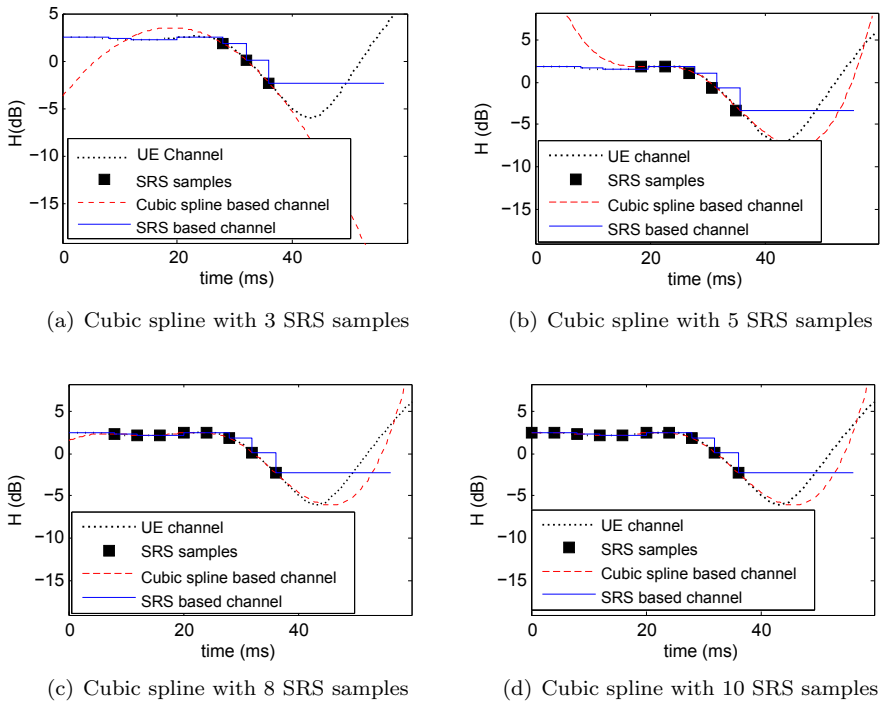 5
0
−5
−10
−15
H(dB)
UE Channel
SRS samples
Cubic spline based channel
SRS based channel
0
20
40
time (ms)
(a) Cubic spline with 3 SRS samples
5
0
−5
−10
−15
H (dB)
UE channel
SRS samples
Cubic spline based channel
SRS based channel
0
20
40
time (ms)
(b) Cubic spline with 5 SRS samples
5
0
−5
−10
−15
H (dB)
UE channel
SRS samples
Cubic spline based channel
SRS based channel
0
20
40
time (ms)
(c) Cubic spline with 8 SRS samples
5
0
−5
−10
−15
H (dB)
UE channel
SRS samples
Cubic spline based channel
SRS based channel
0
20
40
time (ms)
(d) Cubic spline with 10 SRS samples